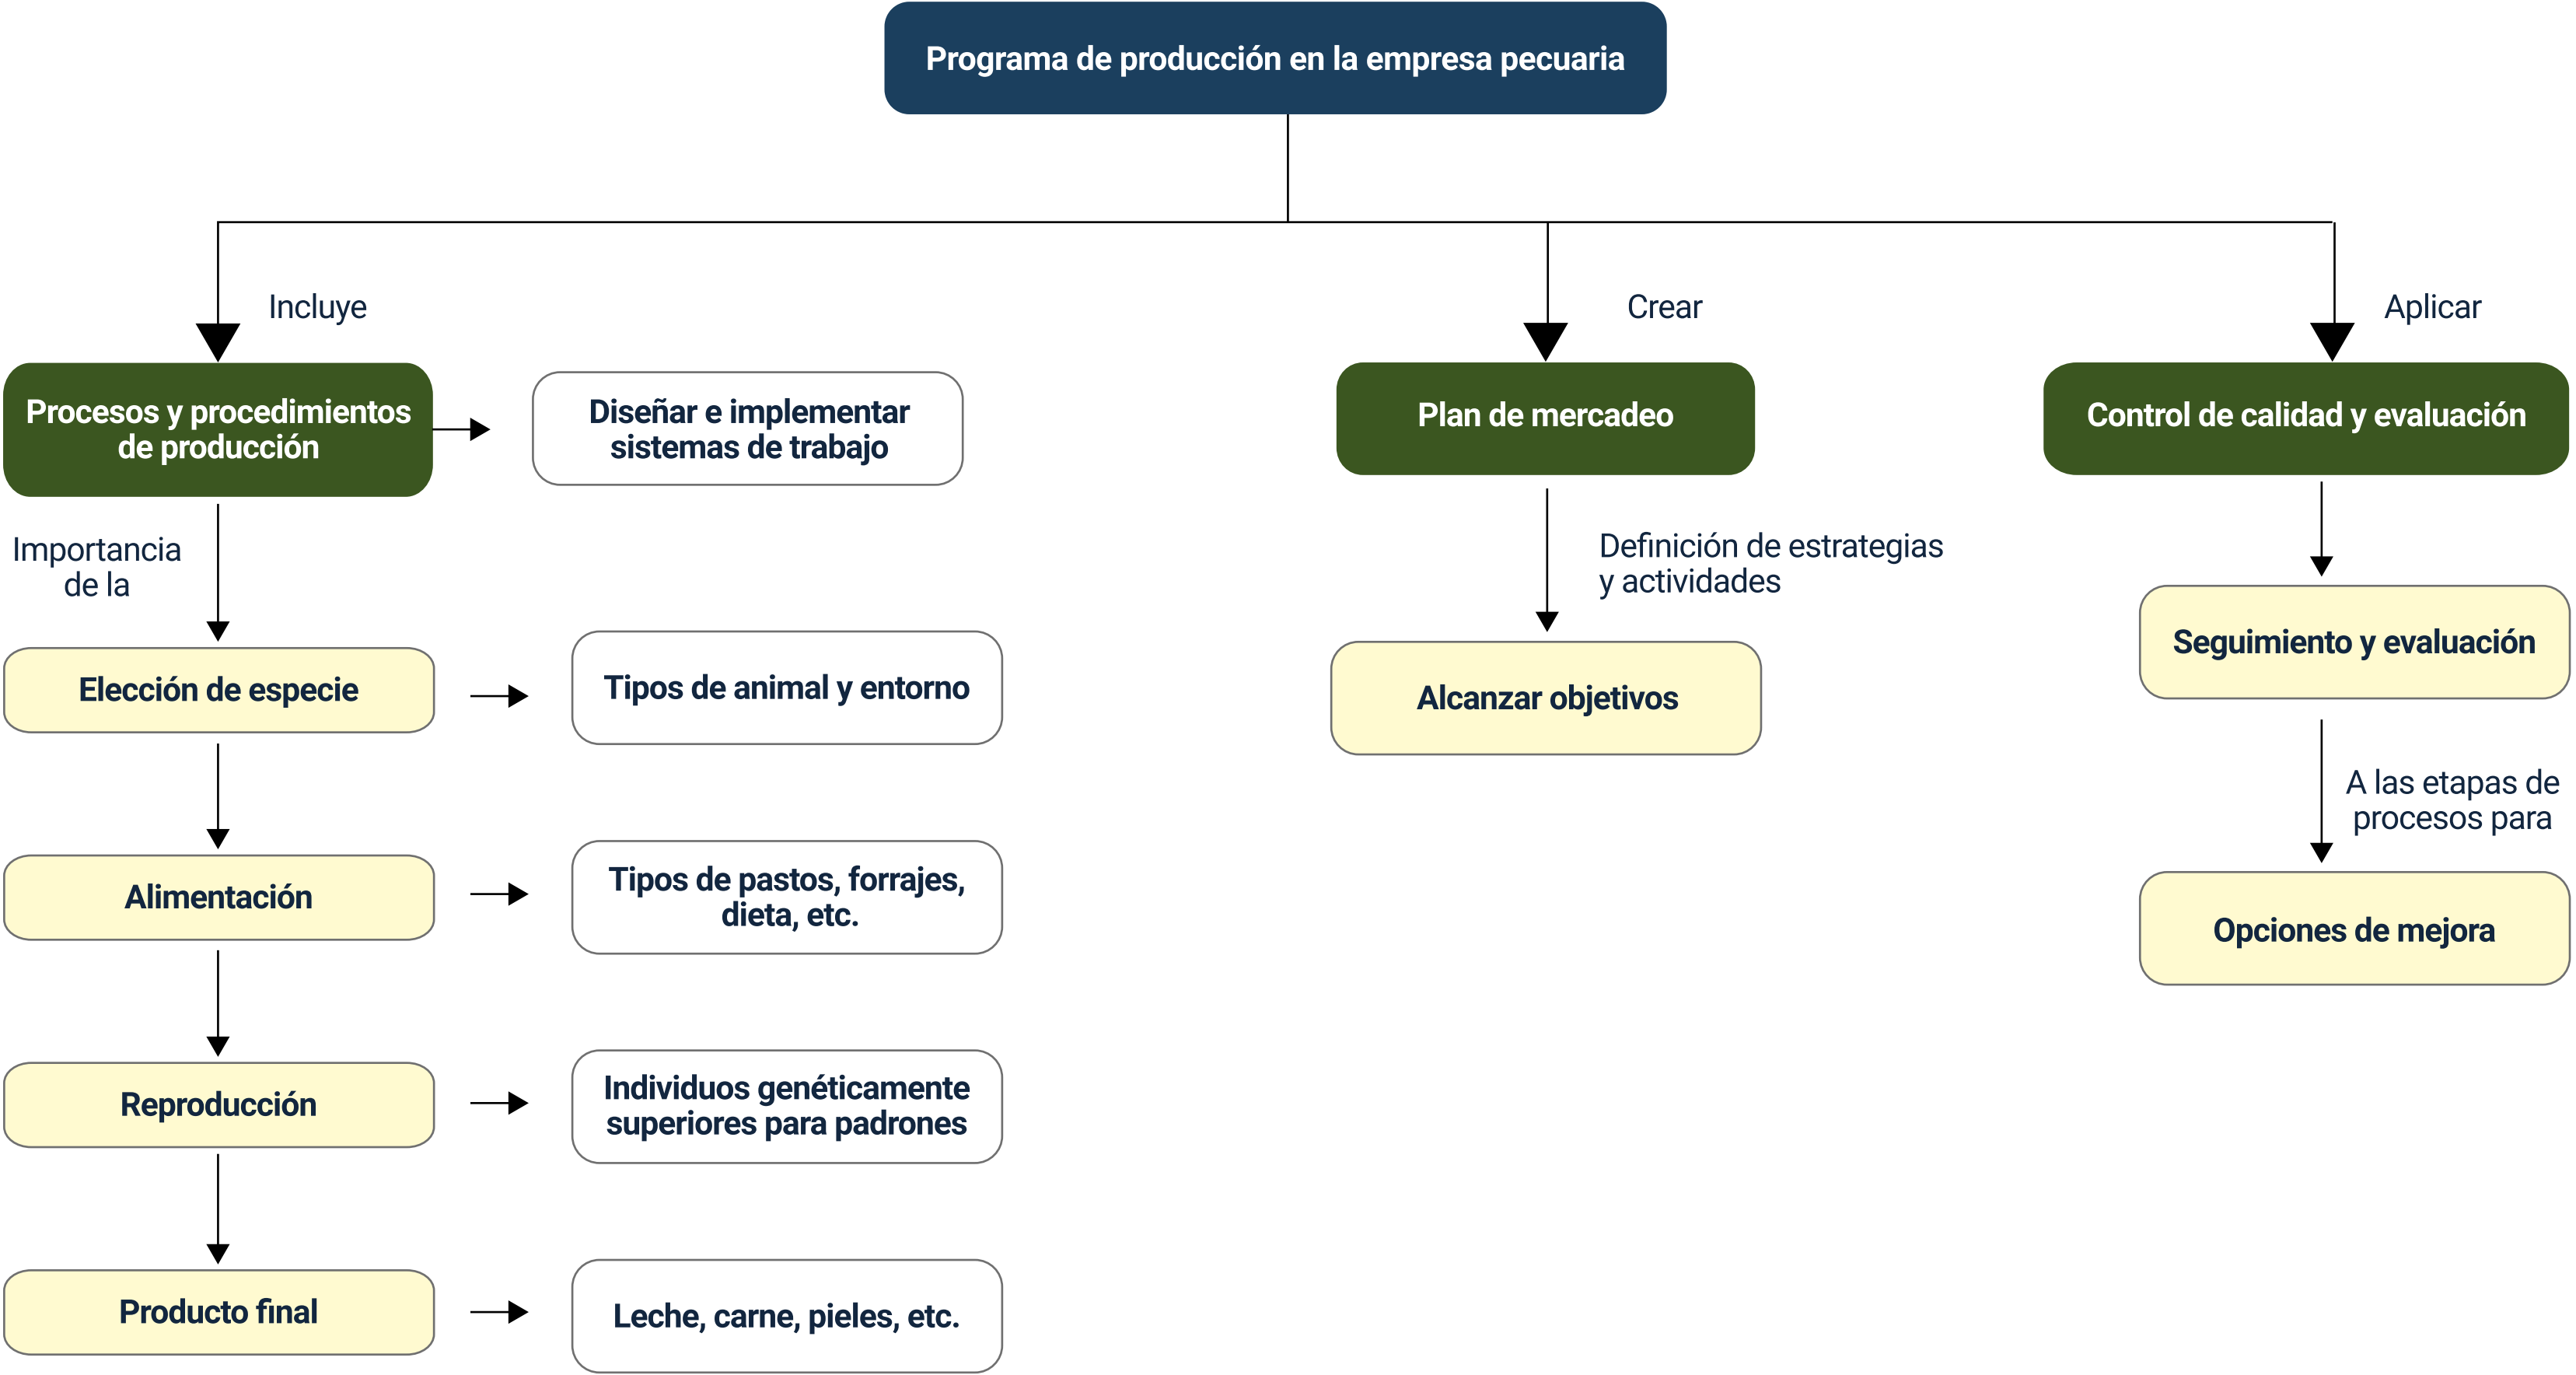 Programa de producción en la empresa pecuaria
Incluye
Crear
Aplicar
Procesos y procedimientos
de producción
Diseñar e implementar
sistemas de trabajo
Plan de mercadeo
Control de calidad y evaluación
Importancia
de la
Definición de estrategias
y actividades
Elección de especie
Tipos de animal y entorno
Alcanzar objetivos
Seguimiento y evaluación
A las etapas de
procesos para
Alimentación
Tipos de pastos, forrajes,
dieta, etc.
Opciones de mejora
Reproducción
Individuos genéticamente
superiores para padrones
Producto final
Leche, carne, pieles, etc.